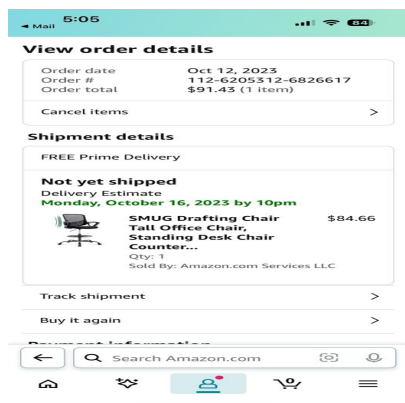 5:05
84
◄ Mail
View order details
Order date Oct 12, 2023
Order # 112-6205312-6826617
Order total $91.43 (1 item)
Cancel items >
Shipment details
FREE Prime Delivery
Not yet shipped
Delivery Estimate
Monday, October 16, 2023 by 10pm
SMUG Drafting Chair $84.66
Tall Office Chair,
Standing Desk Chair
Counter...
Qty: 1
Sold By: Amazon.com Services LLC
Track shipment >
Buy it again >
Payment information
Search Amazon.com
0